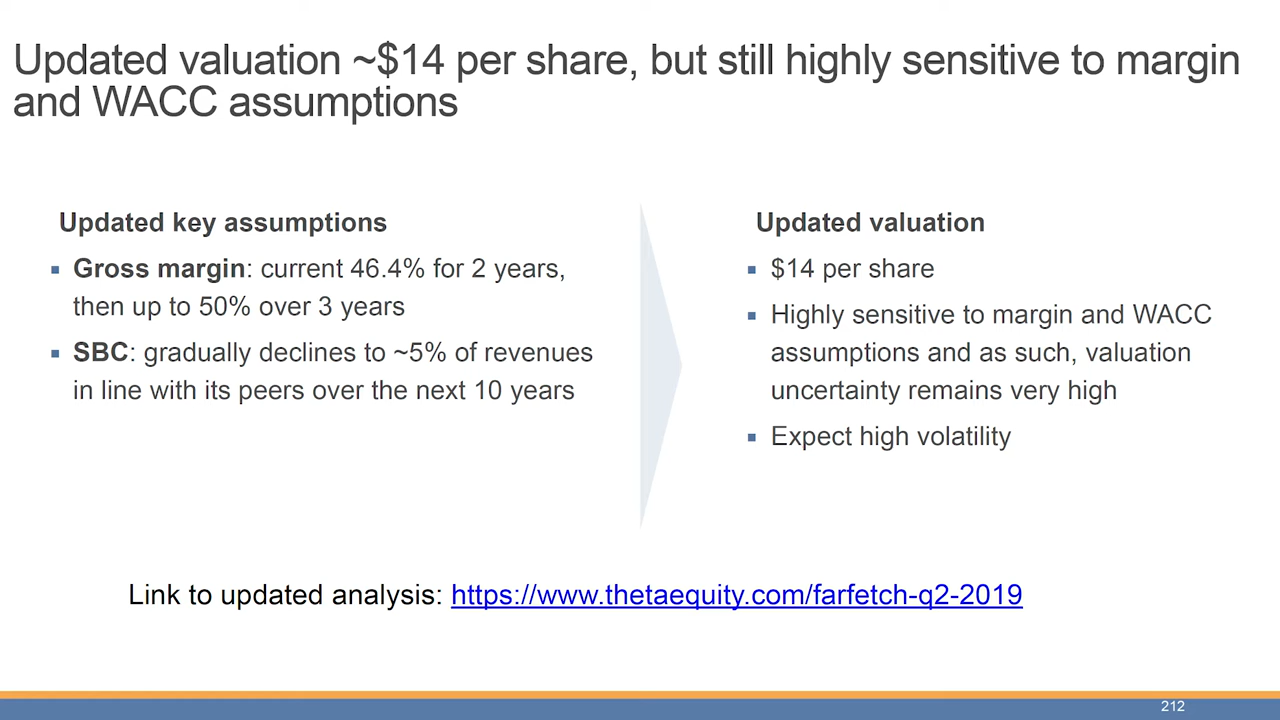 Updated valuation ~$14 per share, but still highly sensitive to margin
and WACC assumptions
Updated key assumptions
▪ Gross margin: current 46.4% for 2 years,
then up to 50% over 3 years
▪ SBC: gradually declines to ~5% of revenues
in line with its peers over the next 10 years
Updated valuation
▪ $14 per share
▪ Highly sensitive to margin and WACC
assumptions and as such, valuation
uncertainty remains very high
▪ Expect high volatility
Link to updated analysis: https://www.thetaequity.com/farfetch-q2-2019
212